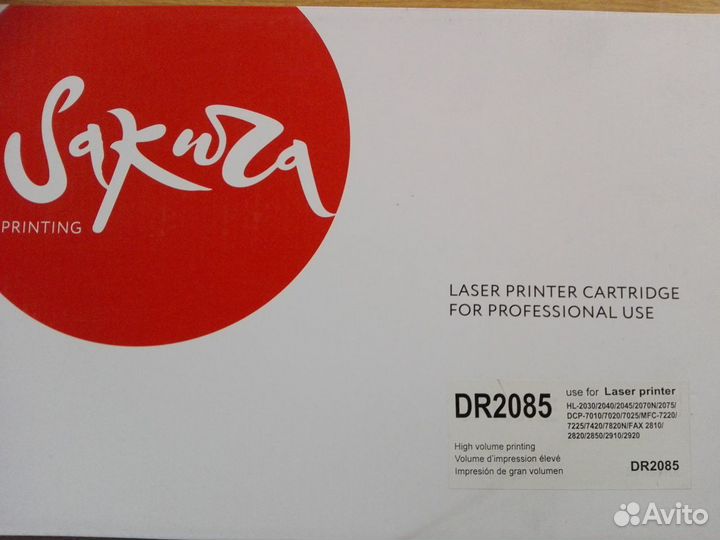 Sakura
PRINTING
LASER PRINTER CARTRIDGE
FOR PROFESSIONAL USE
DR2085
use for Laser printer
HL-2030/2040/2045/2070N/2075/
DCP-7010/7020/7025/MFC-7220/
7225/7420/7820N/FAX 2810/
2820/2850/2910/2920
High volume printing
Volume d'impression élevé
Impresión de gran volumen
DR2085
Avito